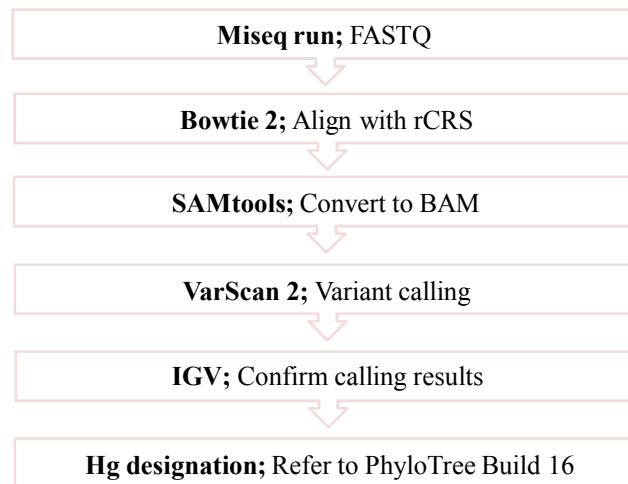 Miseq run; FASTQ
Bowtie 2; Align with rCRS
SAMtools; Convert to BAM
VarScan 2; Variant calling
IGV; Confirm calling results
Hg designation; Refer to PhyloTree Build 16